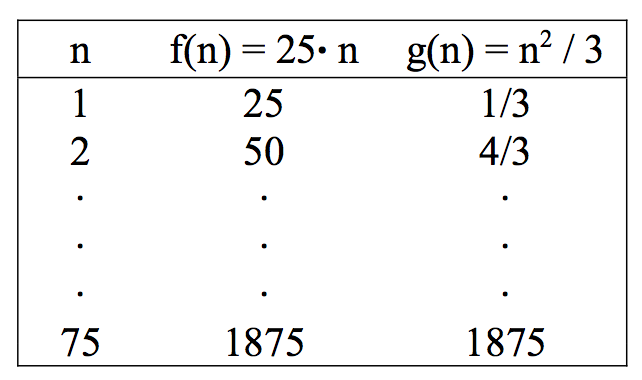 n f(n) = 25· n g(n) = n² / 3
1 25 1/3
2 50 4/3
. . .
. . .
. . .
75 1875 1875